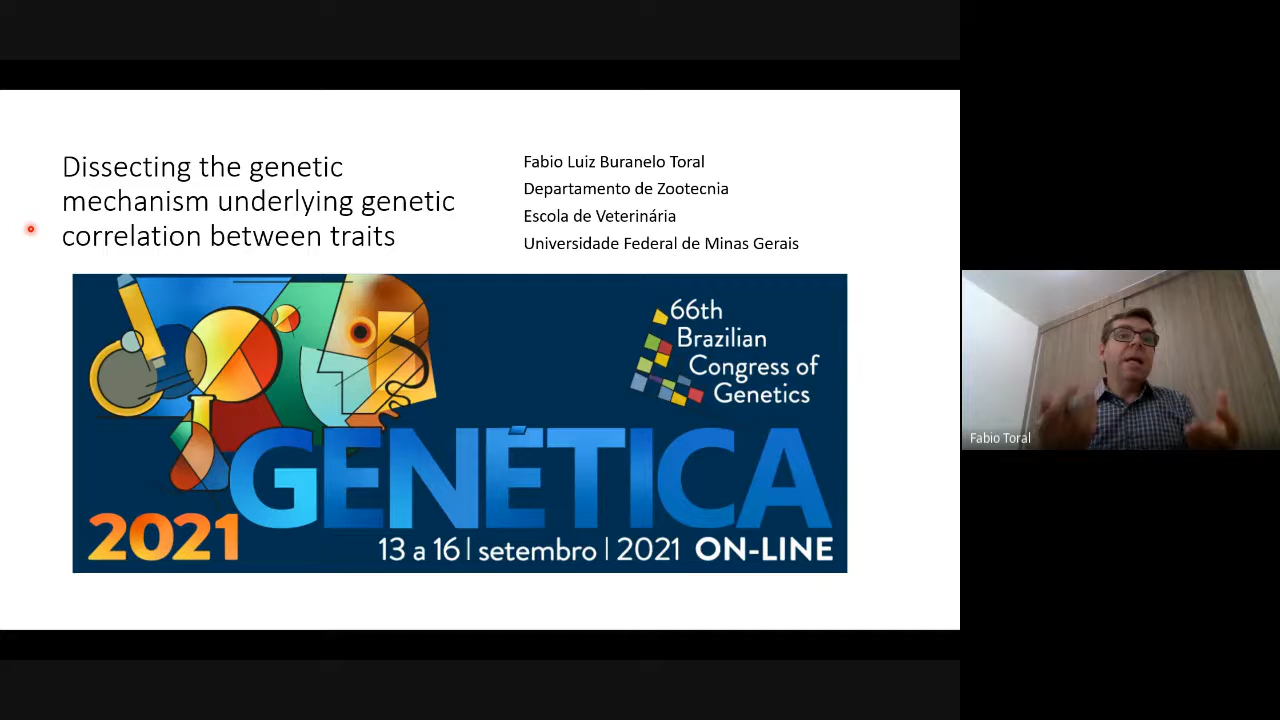 Dissecting the genetic
mechanism underlying genetic
correlation between traits
Fabio Luiz Buranelo Toral
Departamento de Zootecnia
Escola de Veterinária
Universidade Federal de Minas Gerais
66th
Brazilian
Congress of
Genetics
GENÉTICA
2021
13 a 16 | setembro | 2021 ON-LINE
Fabio Toral